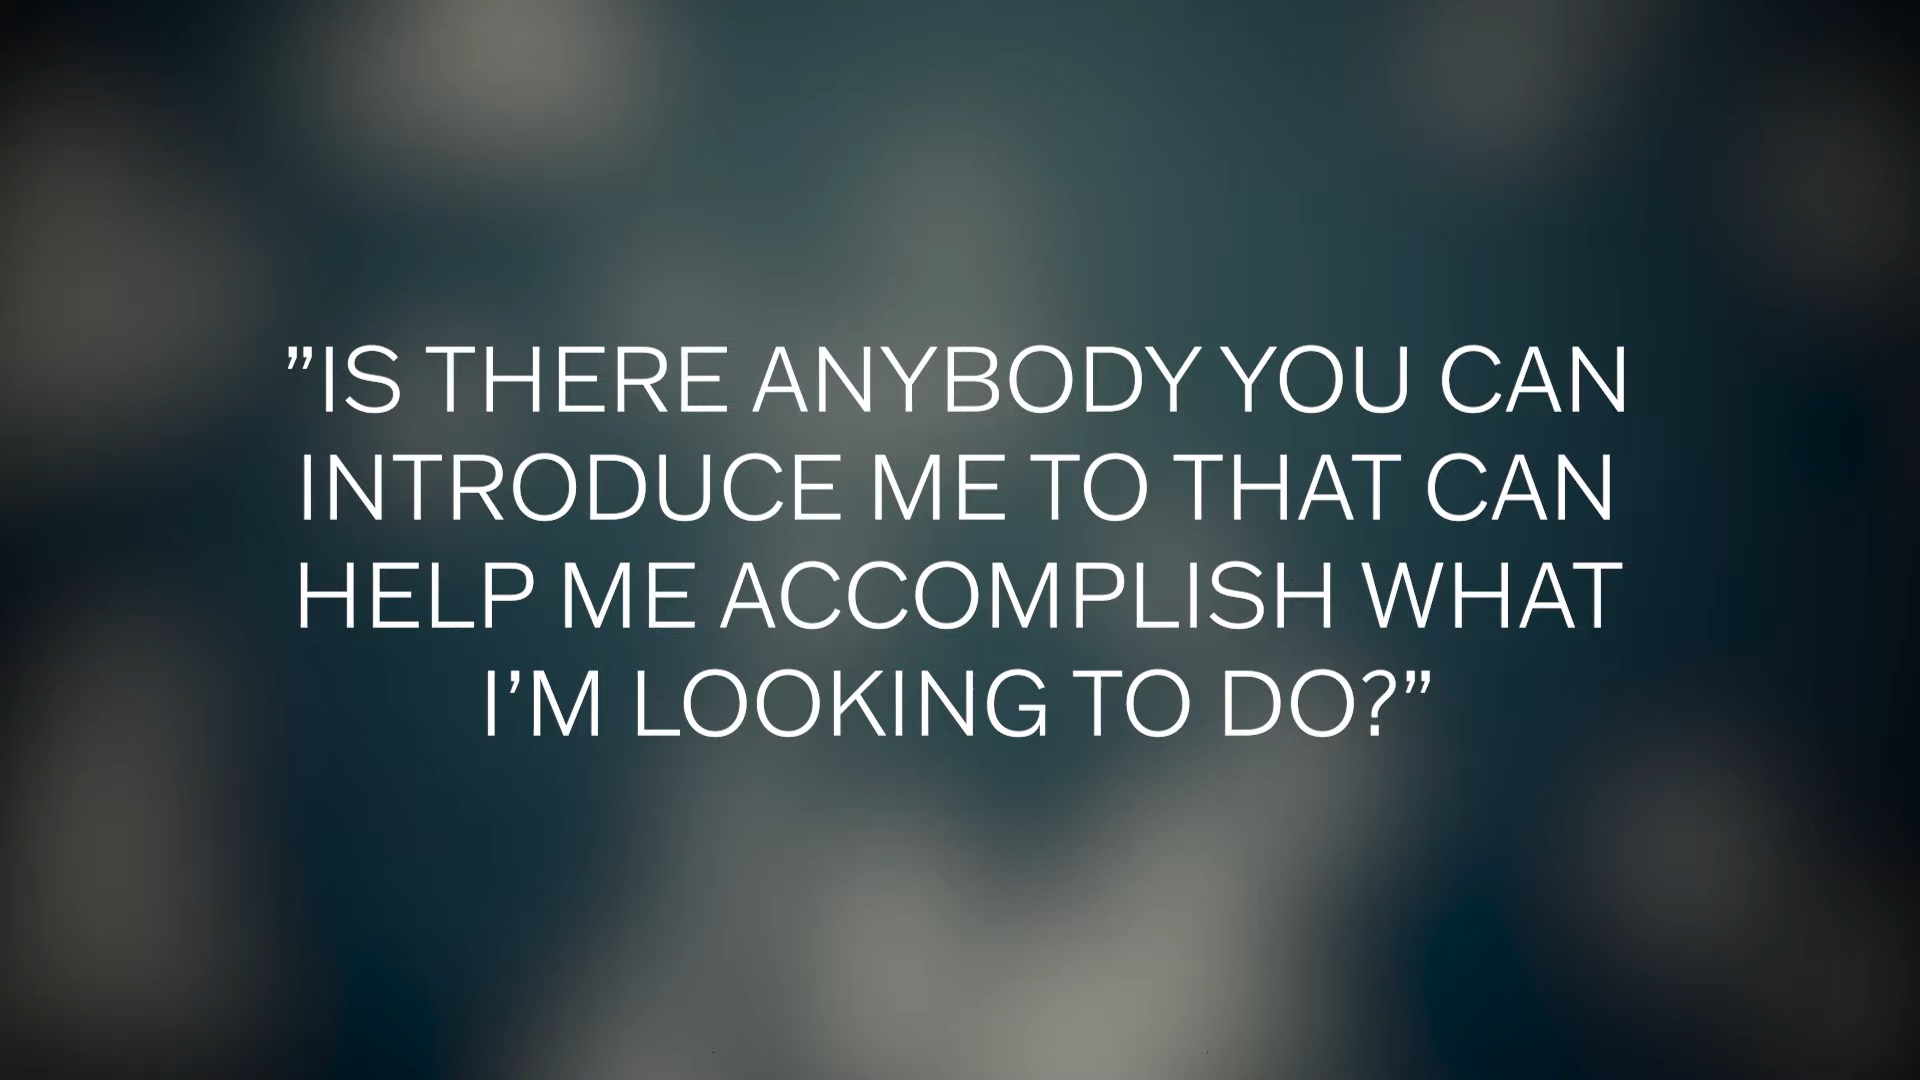 ”IS THERE ANYBODY YOU CAN
INTRODUCE ME TO THAT CAN
HELP ME ACCOMPLISH WHAT
I’M LOOKING TO DO?”